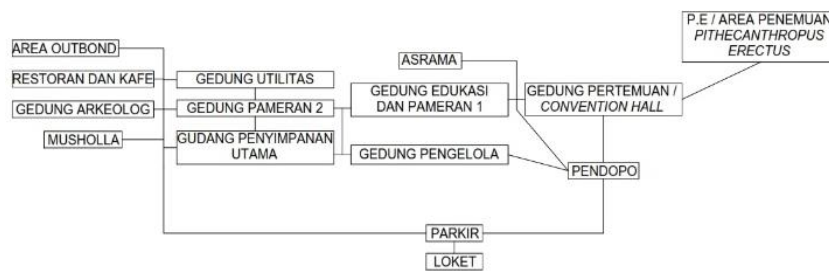 P.E / AREA PENEMUAN
PITHECANTHROPUS
ERECTUS
AREA OUTBOND
ASRAMA
RESTORAN DAN KAFE
GEDUNG UTILITAS
GEDUNG EDUKASI
DAN PAMERAN 1
GEDUNG PERTEMUAN /
CONVENTION HALL
GEDUNG ARKEOLOG
GEDUNG PAMERAN 2
MUSHOLLA
GUDANG PENYIMPANAN
UTAMA
GEDUNG PENGELOLA
PENDOPO
PARKIR
LOKET